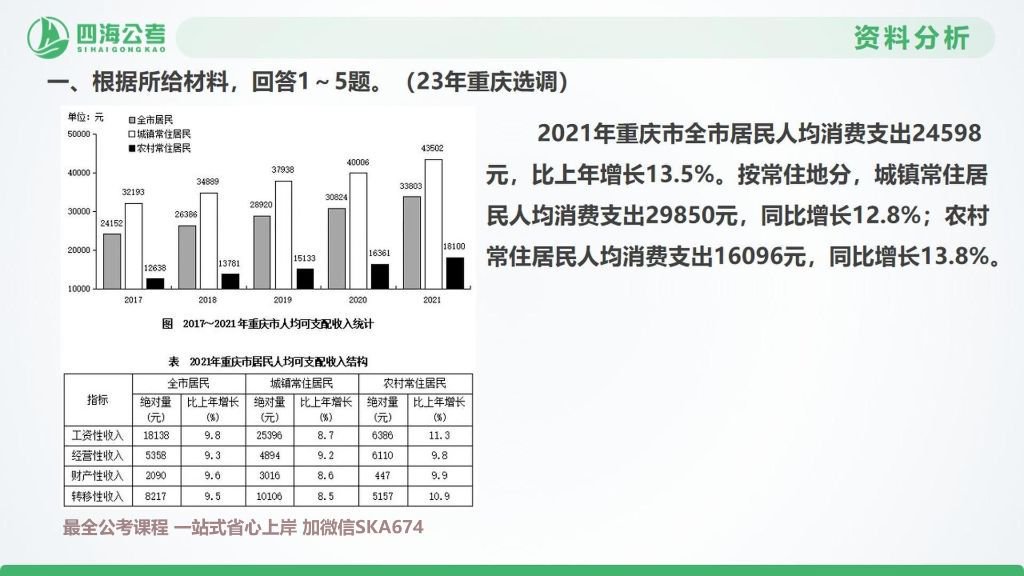 四海公考
SIHAIGONGKAO
资料分析
一、根据所给材料，回答1～5题。（23年重庆选调）
单位：元
全市居民
城镇常住居民
农村常住居民
50000
40000
30000
20000
10000
24152 32193 12638
26386 34889 13781
28920 37938 15133
30824 40006 16361
33803 43502 18100
2017 2018 2019 2020 2021
图 2017～2021年重庆市人均可支配收入统计
表 2021年重庆市居民人均可支配收入结构
指标 全市居民 城镇常住居民 农村常住居民
绝对量 比上年增长 绝对量 比上年增长 绝对量 比上年增长
(元) (%) (元) (%) (元) (%)
工资性收入 18138 9.8 25396 8.7 6386 11.3
经营性收入 5358 9.3 4894 9.2 6110 9.8
财产性收入 2090 9.6 3016 8.6 447 9.9
转移性收入 8217 9.5 10106 8.5 5157 10.9
2021年重庆市全市居民人均消费支出24598
元，比上年增长13.5%。按常住地分，城镇常住居
民人均消费支出29850元，同比增长12.8%；农村
常住居民人均消费支出16096元，同比增长13.8%。
最全公考课程 一站式省心上岸 加微信SKA674